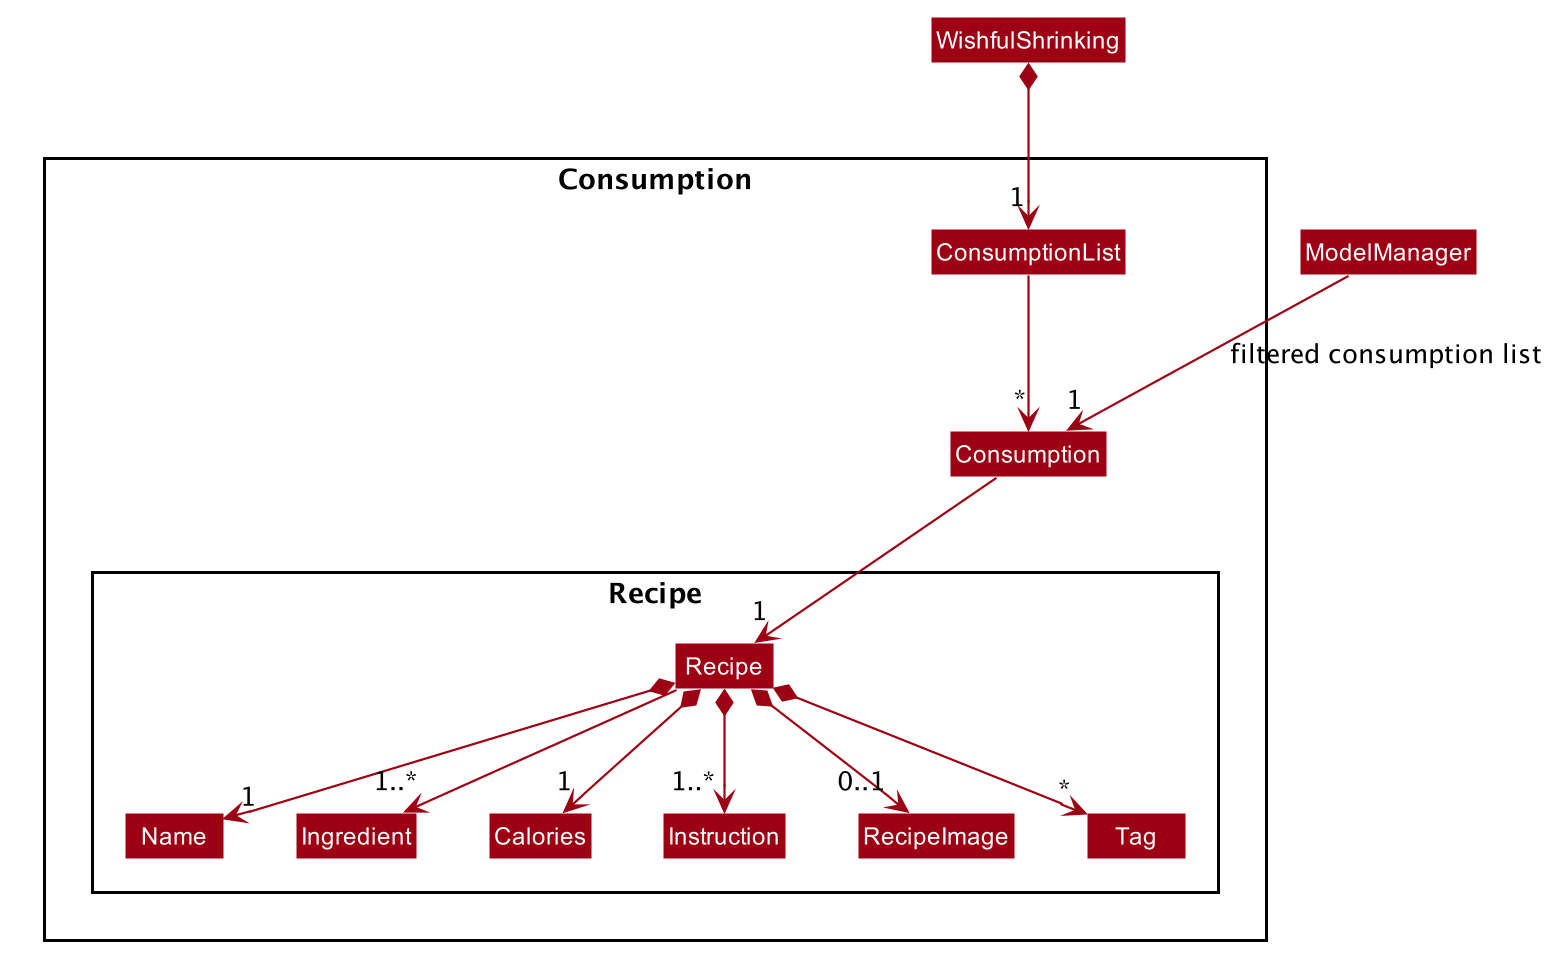 WishfulShrinking
Consumption
1
ConsumptionList
ModelManager
filtered consumption list
*
1
Consumption
Recipe
1
Recipe
1
1..*
1
1..*
0..1
*
Name
Ingredient
Calories
Instruction
RecipeImage
Tag